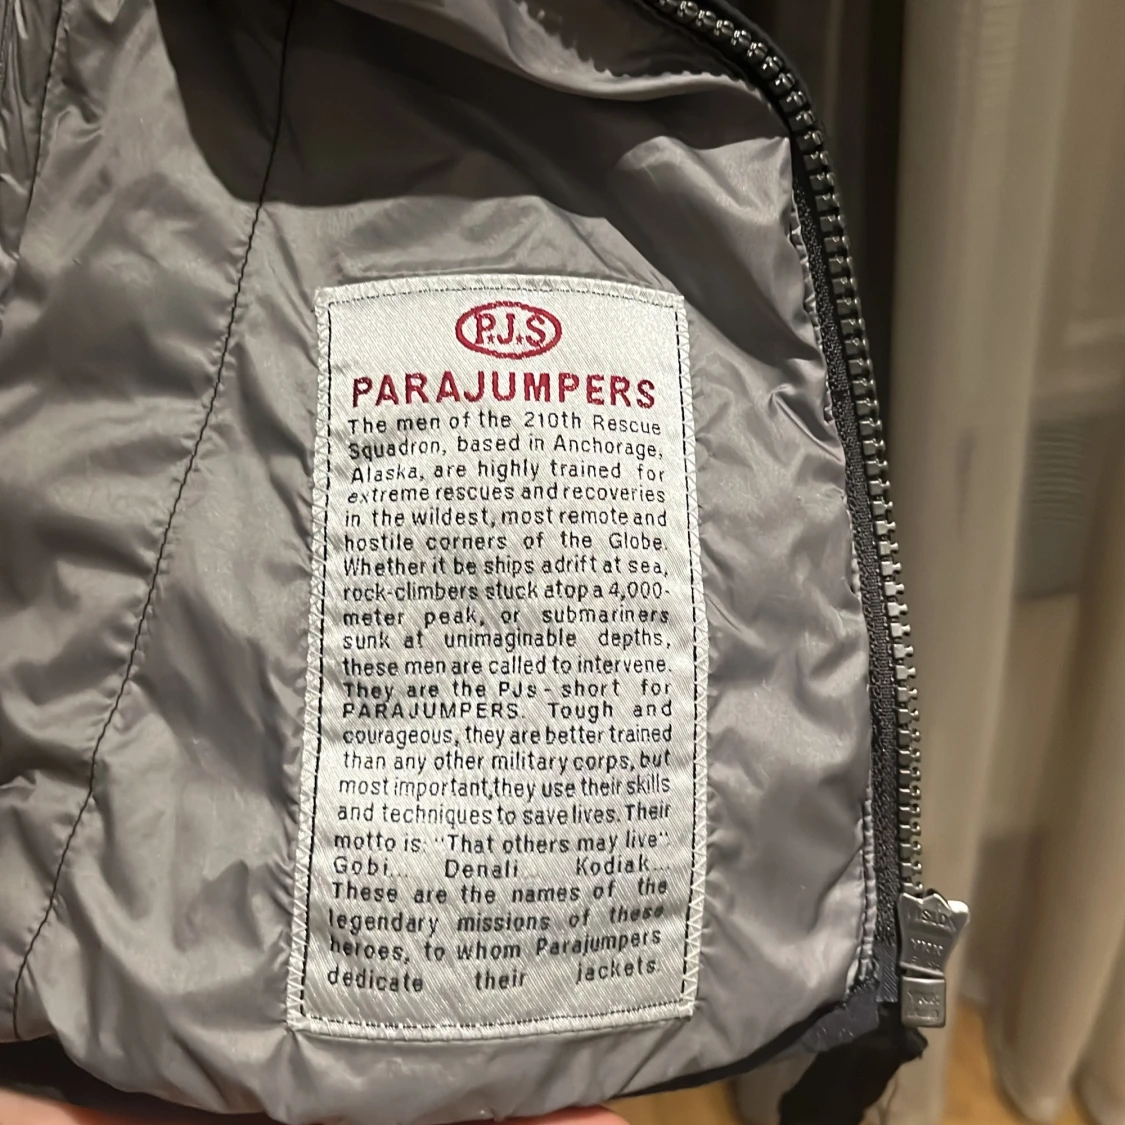 P.J.S
PARAJUMPERS
The men of the 210th Rescue
Squadron, based in Anchorage,
Alaska, are highly trained for
extreme rescues and recoveries
in the wildest, most remote and
hostile corners of the Globe.
Whether it be ships adrift at sea,
rock-climbers stuck atop a 4,000-
meter peak, or submariners
sunk at unimaginable depths,
these men are called to intervene.
They are the PJs - short for
PARAJUMPERS. Tough and
courageous, they are better trained
than any other military corps, but
most important, they use their skills
and techniques to save lives. Their
motto is: "That others may live":
Gobi... Denali... Kodiak...
These are the names of the
legendary missions of these
heroes, to whom Parajumpers
dedicate their jackets.